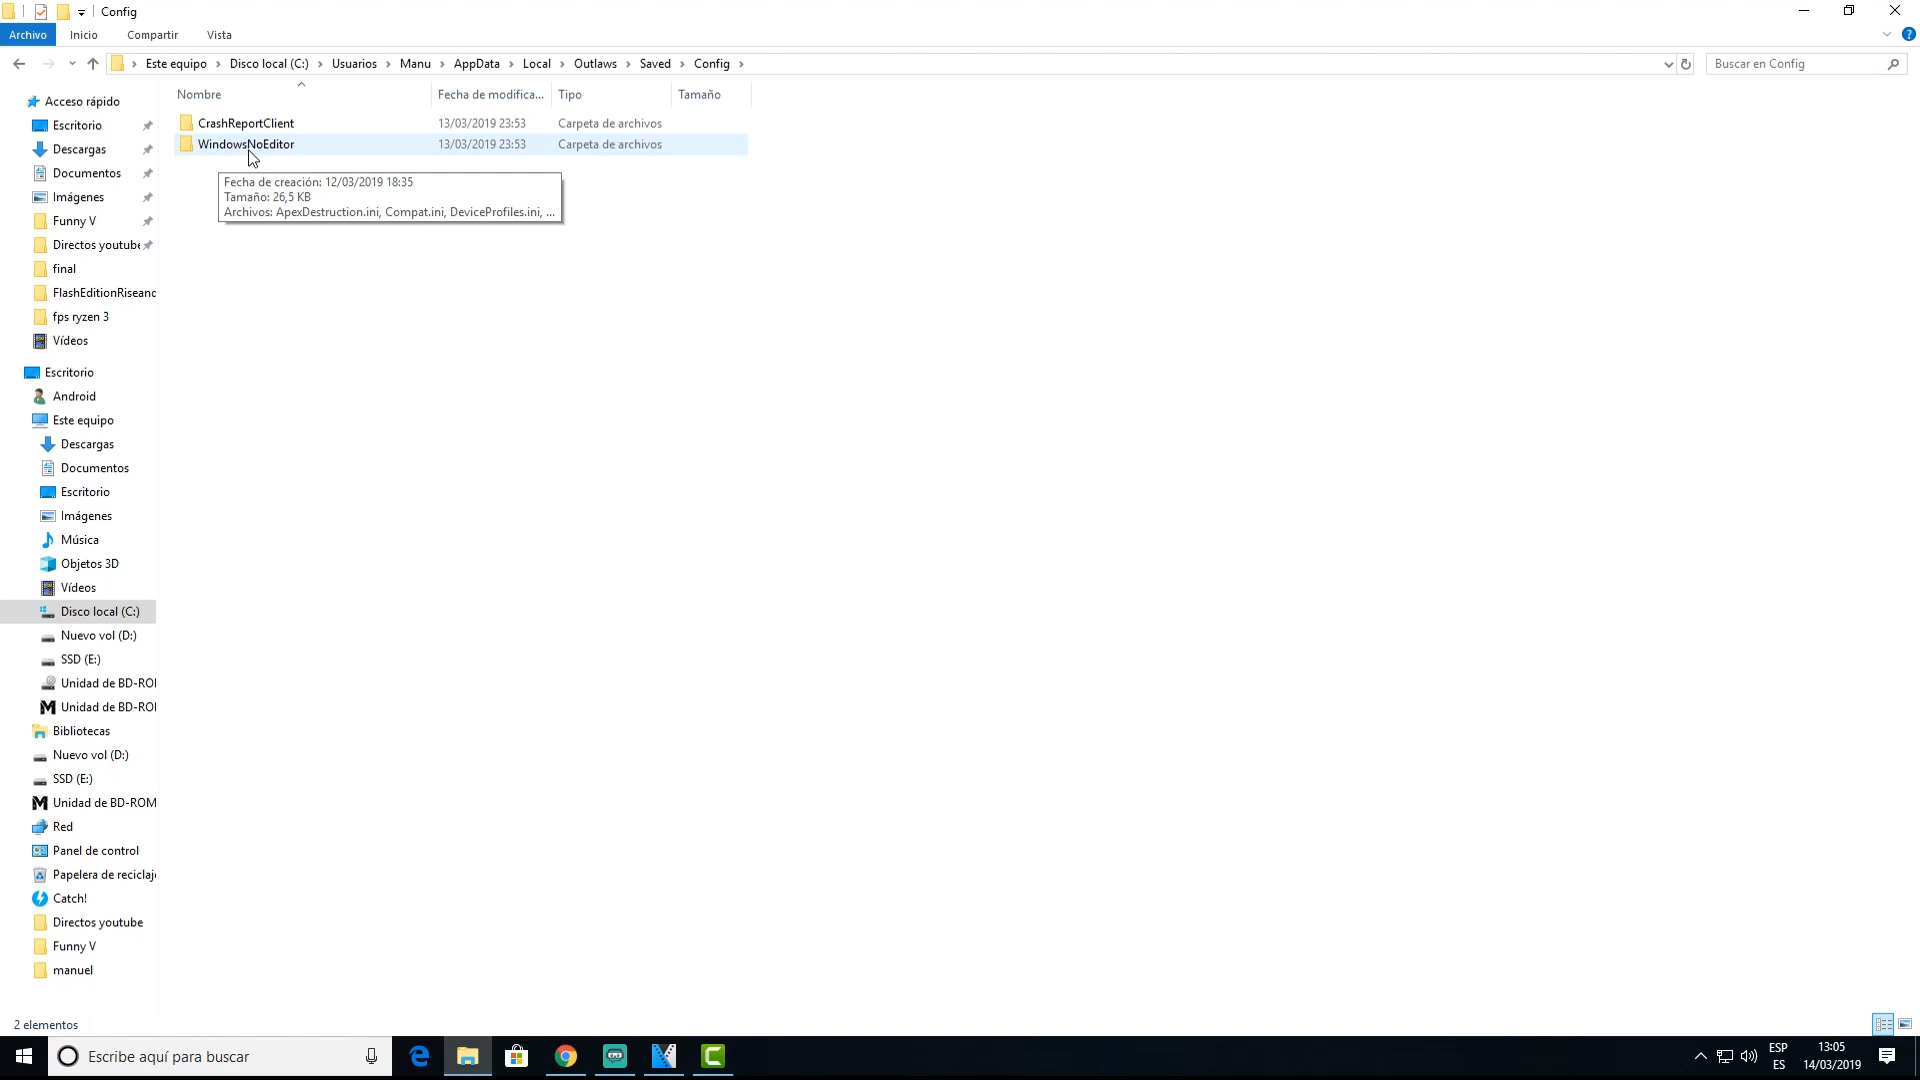 Config
Archivo Inicio Compartir Vista
Este equipo Disco local (C:) Usuarios Manu AppData Local Outlaws Saved Config
Buscar en Config
Nombre Fecha de modifica... Tipo Tamaño
CrashReportClient 13/03/2019 23:53 Carpeta de archivos
WindowsNoEditor 13/03/2019 23:53 Carpeta de archivos
Fecha de creación: 12/03/2019 18:35
Tamaño: 26,5 KB
Archivos: ApexDestruction.ini, Compat.ini, DeviceProfiles.ini, ...
Acceso rápido
Escritorio
Descargas
Documentos
Imágenes
Funny V
Directos youtube
final
FlashEditionRiseand
fps ryzen 3
Vídeos
Escritorio
Android
Este equipo
Descargas
Documentos
Escritorio
Imágenes
Música
Objetos 3D
Vídeos
Disco local (C:)
Nuevo vol (D:)
SSD (E:)
Unidad de BD-ROM
Unidad de BD-ROM
Bibliotecas
Nuevo vol (D:)
SSD (E:)
Unidad de BD-ROM
Red
Panel de control
Papelera de reciclaje
Catch!
Directos youtube
Funny V
manuel
2 elementos
Escribe aquí para buscar
ESP
ES
13:05
14/03/2019